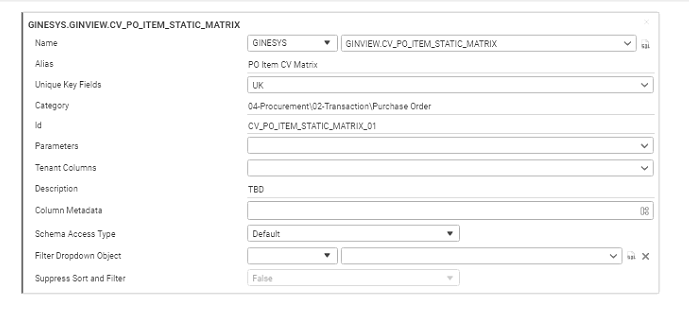 GINESYS.GINVIEW.CV_PO_ITEM_STATIC_MATRIX
Name GINESYS GINVIEW.CV_PO_ITEM_STATIC_MATRIX sql
Alias PO Item CV Matrix
Unique Key Fields UK
Category 04-Procurement\02-Transaction\Purchase Order
Id CV_PO_ITEM_STATIC_MATRIX_01
Parameters
Tenant Columns
Description TBD
Column Metadata
Schema Access Type Default
Filter Dropdown Object sql
Suppress Sort and Filter False